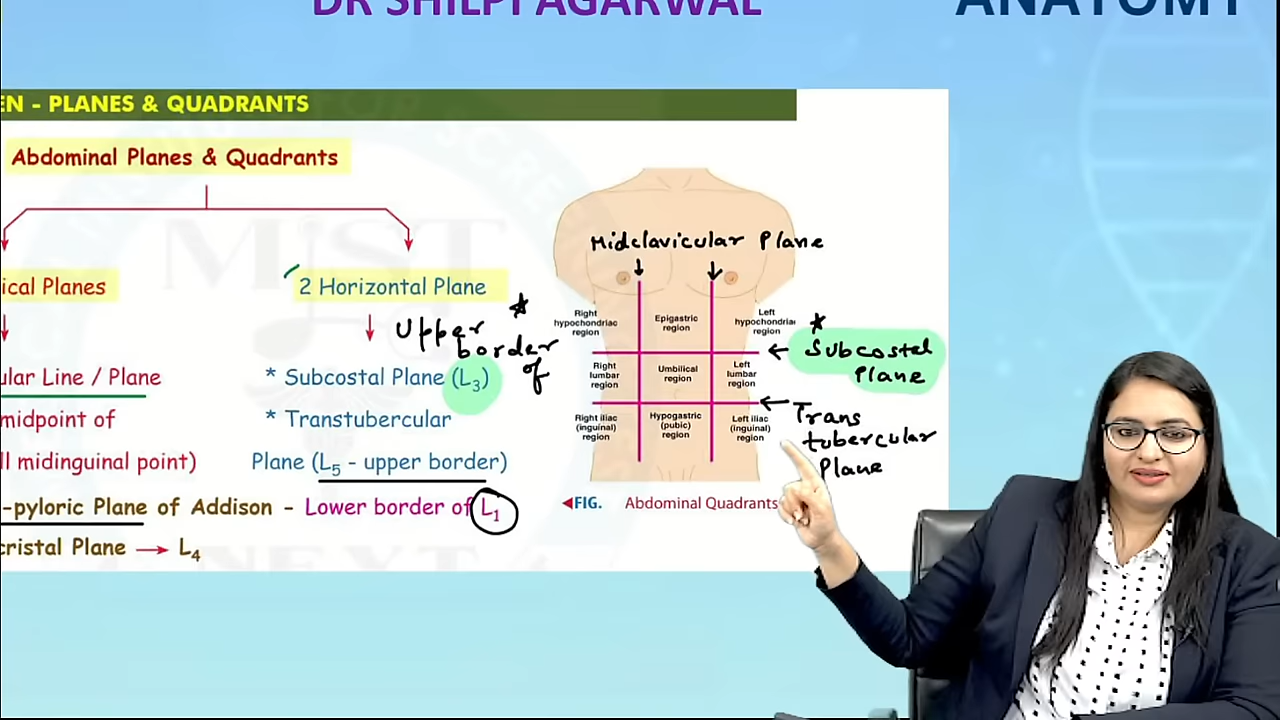 DR SHILPI AGARWAL
ANATOMY
EN - PLANES & QUADRANTS
Abdominal Planes & Quadrants
ical Planes
2 Horizontal Plane
Upper border of
ular Line / Plane
* Subcostal Plane (L3)
midpoint of
* Transtubercular
ll midinguinal point)
Plane (L5 - upper border)
-pyloric Plane of Addison - Lower border of L1
cristal Plane → L4
Midclavicular Plane
Right
hypochondriac
region
Epigastric
region
Left
hypochondria
region
Subcostal
Plane
Right
lumbar
region
Umbilical
region
Left
lumbar
region
Trans
tubercular
Plane
Right iliac
(inguinal)
region
Hypogastric
(pubic)
region
Left iliac
(inguinal)
region
◄FIG. Abdominal Quadrants
MIST
NEXT